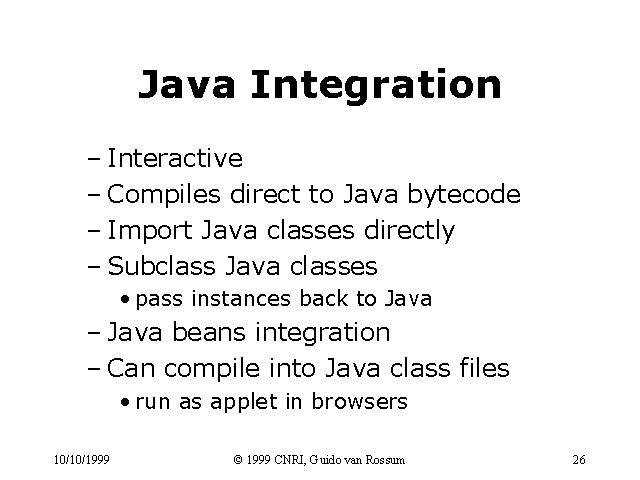 Java Integration
– Interactive
– Compiles direct to Java bytecode
– Import Java classes directly
– Subclass Java classes
• pass instances back to Java
– Java beans integration
– Can compile into Java class files
• run as applet in browsers
10/10/1999
© 1999 CNRI, Guido van Rossum
26